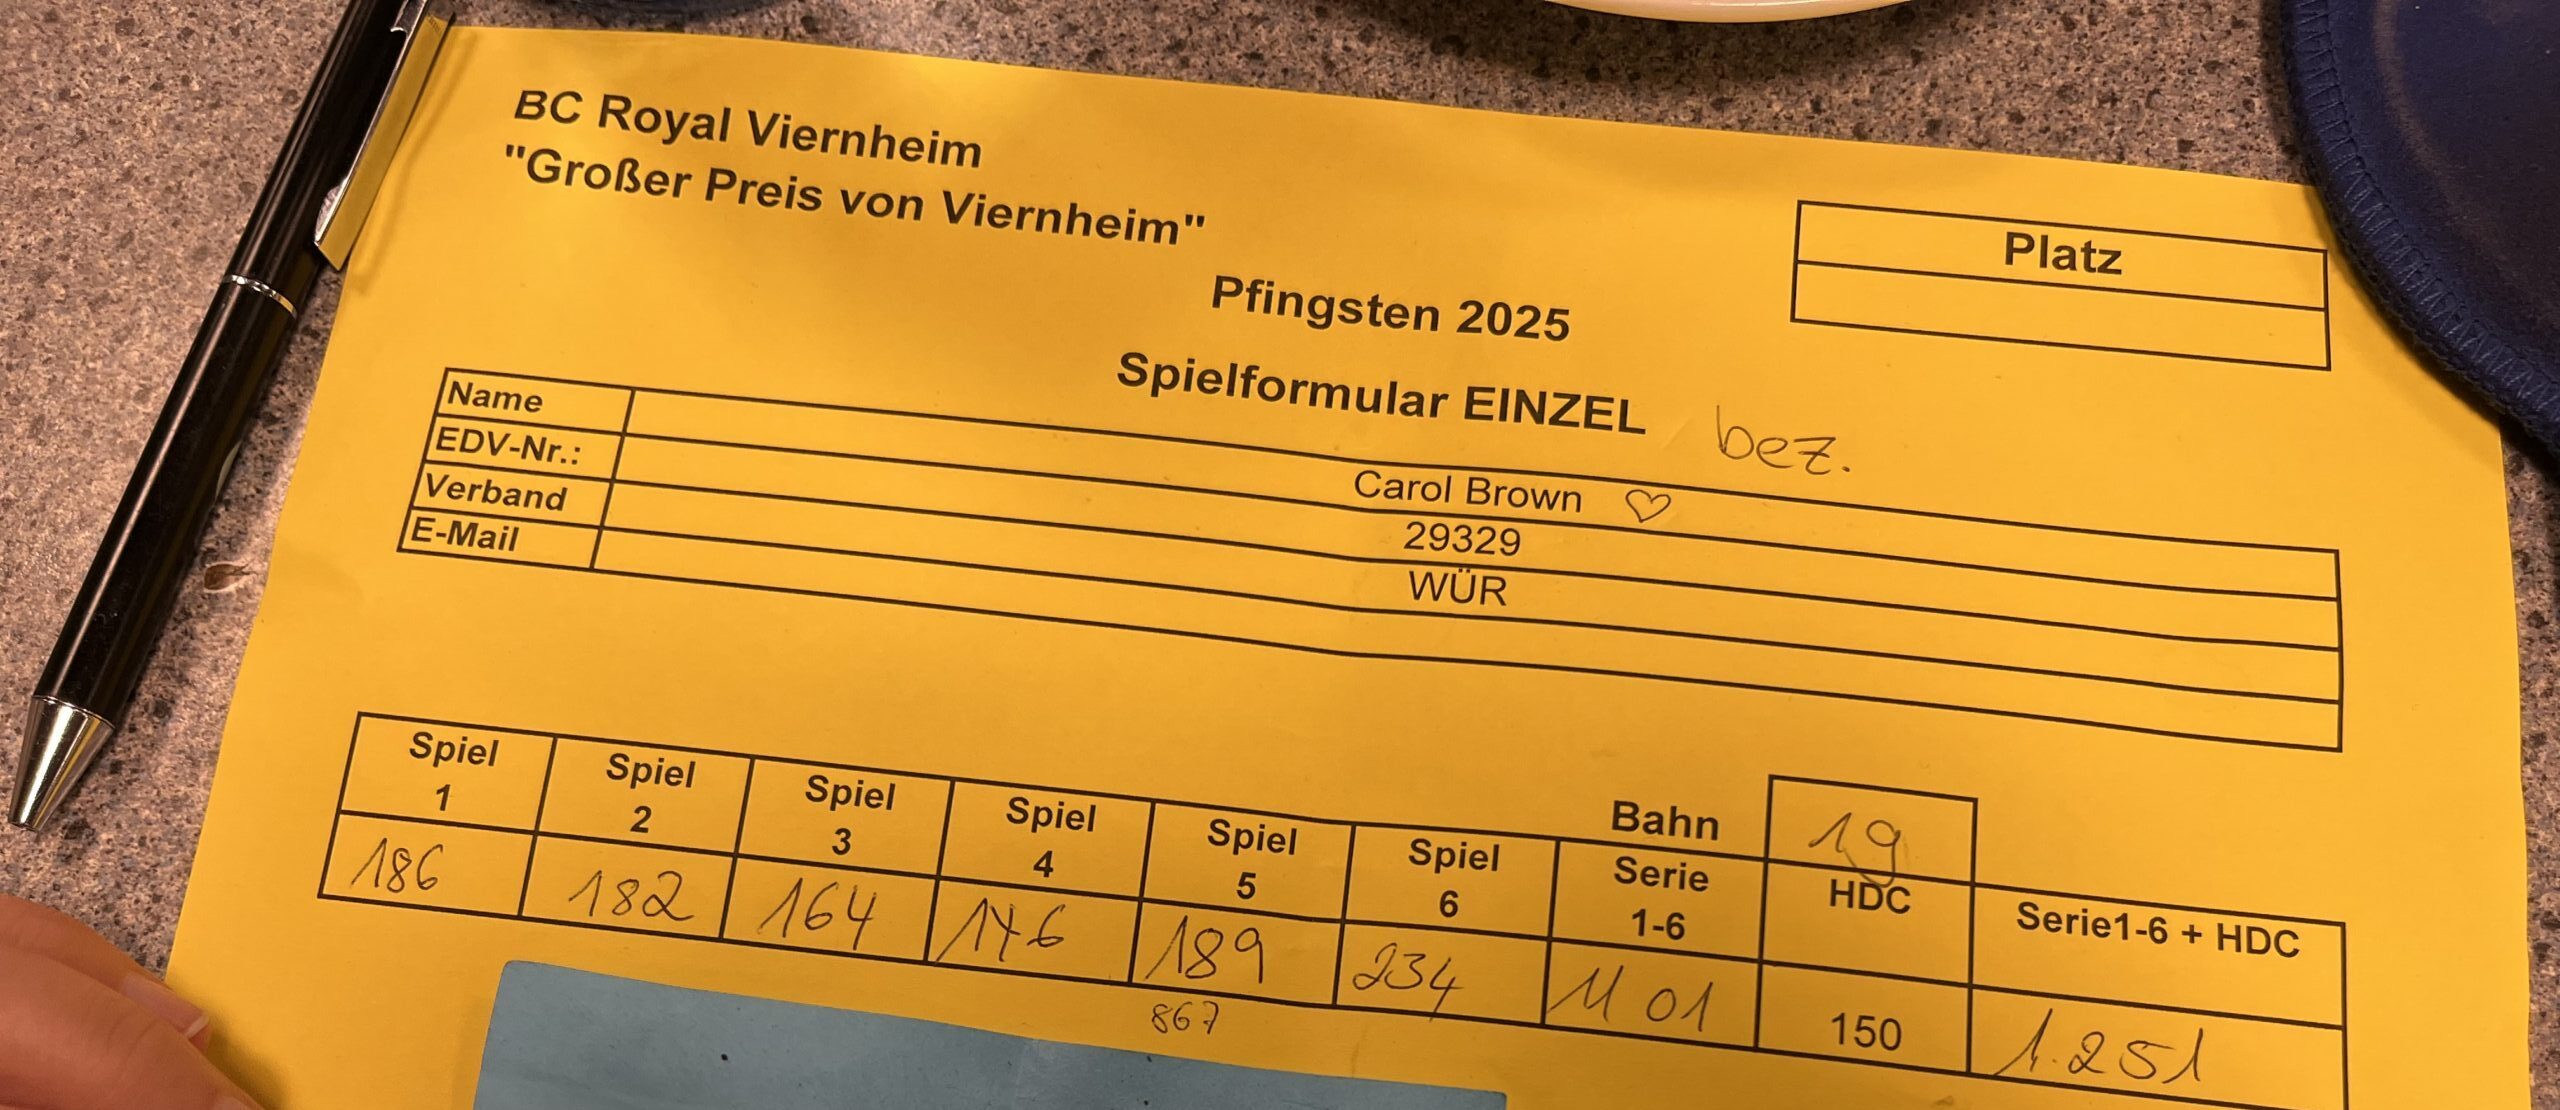 BC Royal Viernheim
"Großer Preis von Viernheim"
Platz
Pfingsten 2025
Spielformular EINZEL bez.
Name Carol Brown ♡
EDV-Nr.: 29329
Verband WÜR
E-Mail
Bahn 19
Spiel 1 Spiel 2 Spiel 3 Spiel 4 Spiel 5 Spiel 6 Serie 1-6 HDC Serie1-6 + HDC
186 182 164 146 189 234 1101 150 1.251
867